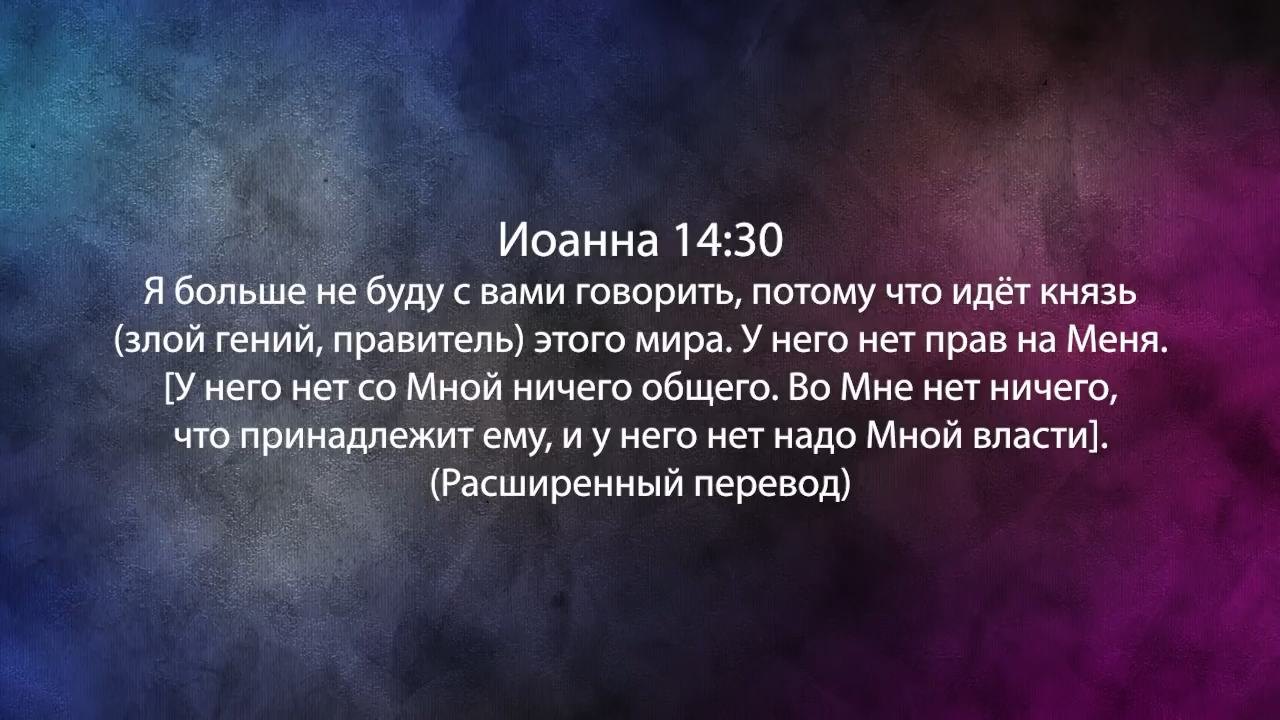 Иоанна 14:30
Я больше не буду с вами говорить, потому что идёт князь
(злой гений, правитель) этого мира. У него нет прав на Меня.
[У него нет со Мной ничего общего. Во Мне нет ничего,
что принадлежит ему, и у него нет надо Мной власти].
(Расширенный перевод)